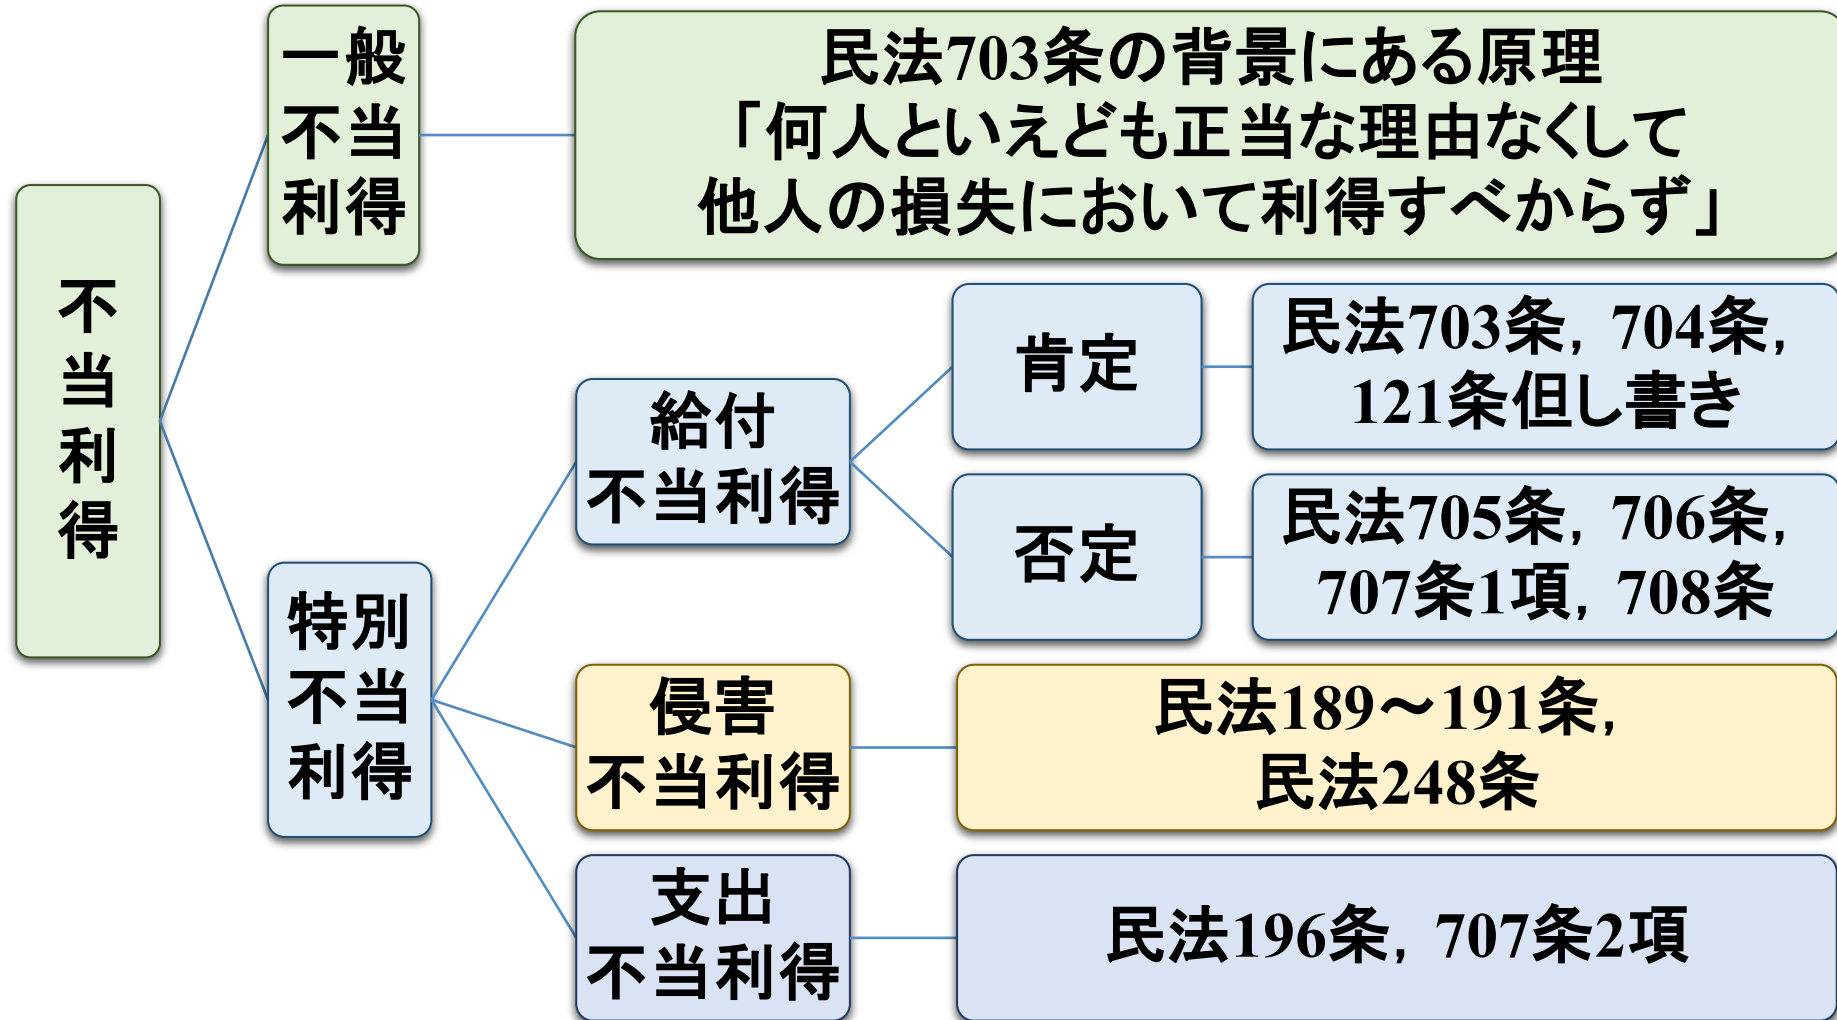 不
当
利
得
一般
不当
利得
民法703条の背景にある原理
「何人といえども正当な理由なくして
他人の損失において利得すべからず」
特別
不当
利得
給付
不当利得
肯定
民法703条，704条，
121条但し書き
否定
民法705条，706条，
707条1項，708条
侵害
不当利得
民法189～191条，
民法248条
支出
不当利得
民法196条，707条2項